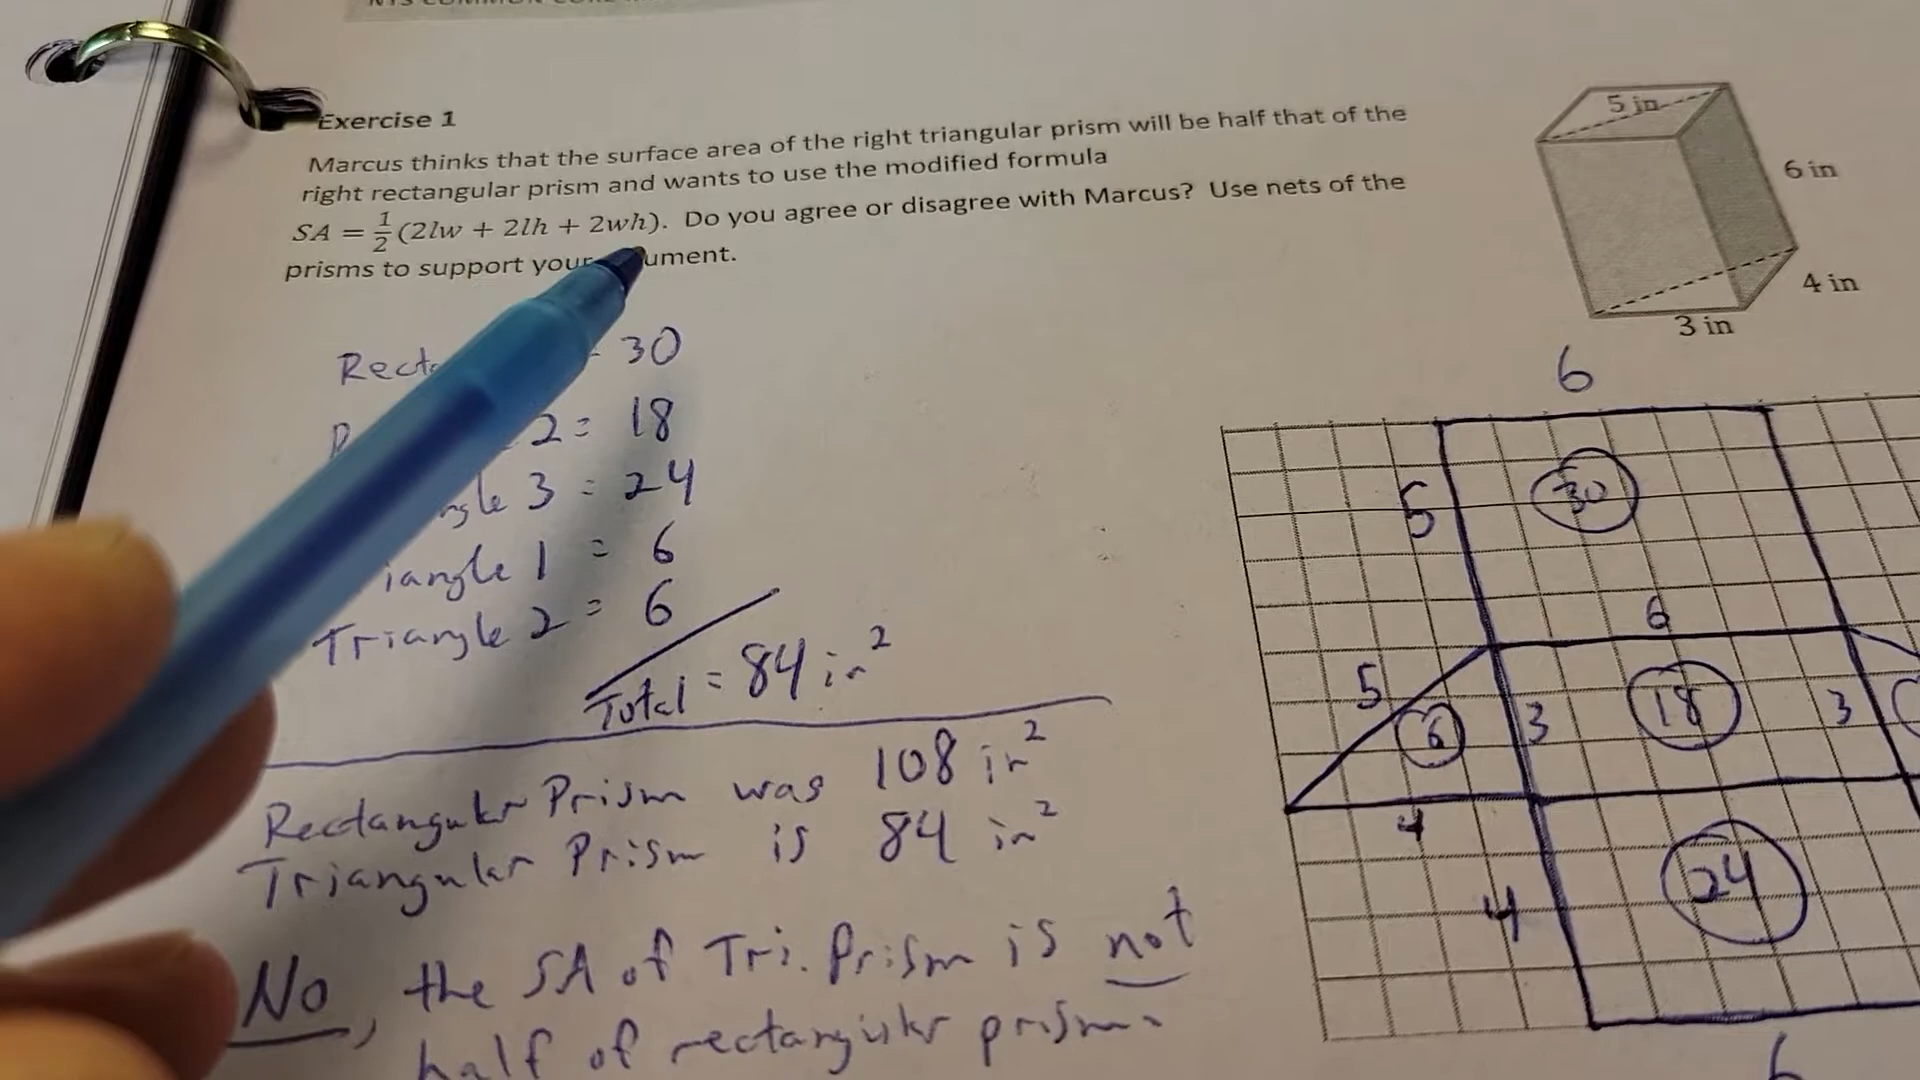 Exercise 1
Marcus thinks that the surface area of the right triangular prism will be half that of the
right rectangular prism and wants to use the modified formula
SA = 1/2 (2lw + 2lh + 2wh). Do you agree or disagree with Marcus? Use nets of the
prisms to support your
5 in
6 in
4 in
3 in
30
2 = 18
3 = 24
1 = 6
Triangle 2 = 6
Total = 84 in²
Rectangular Prism was 108 in²
Triangular Prism is 84 in²
No, the SA of Tri. Prism is not
half of rectangular prism.
6
5
30
6
5
6
3
18
3
4
4
24
6